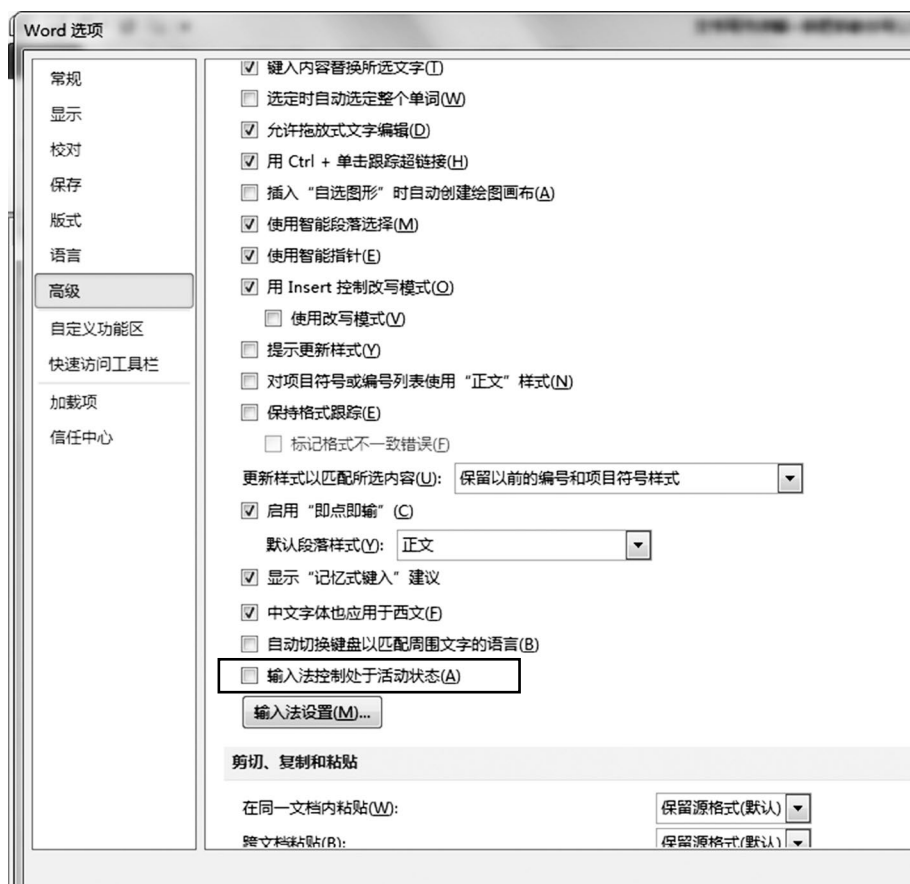 Word 选项
常规
显示
校对
保存
版式
语言
高级
自定义功能区
快速访问工具栏
加载项
信任中心
键入内容替换所选文字(T)
选定时自动选定整个单词(W)
允许拖放式文字编辑(D)
用 Ctrl + 单击跟踪超链接(H)
插入“自选图形”时自动创建绘图画布(A)
使用智能段落选择(M)
使用智能指针(E)
用 Insert 控制改写模式(O)
使用改写模式(V)
提示更新样式(Y)
对项目符号或编号列表使用“正文”样式(N)
保持格式跟踪(E)
标记格式不一致错误(F)
更新样式以匹配所选内容(U): 保留以前的编号和项目符号样式
启用“即点即输”(C)
默认段落样式(Y): 正文
显示“记忆式键入”建议
中文字体也应用于西文(F)
自动切换键盘以匹配周围文字的语言(B)
输入法控制处于活动状态(A)
输入法设置(M)...
剪切、复制和粘贴
在同一文档内粘贴(W): 保留源格式(默认)
跨文档粘贴(B): 保留源格式(默认)